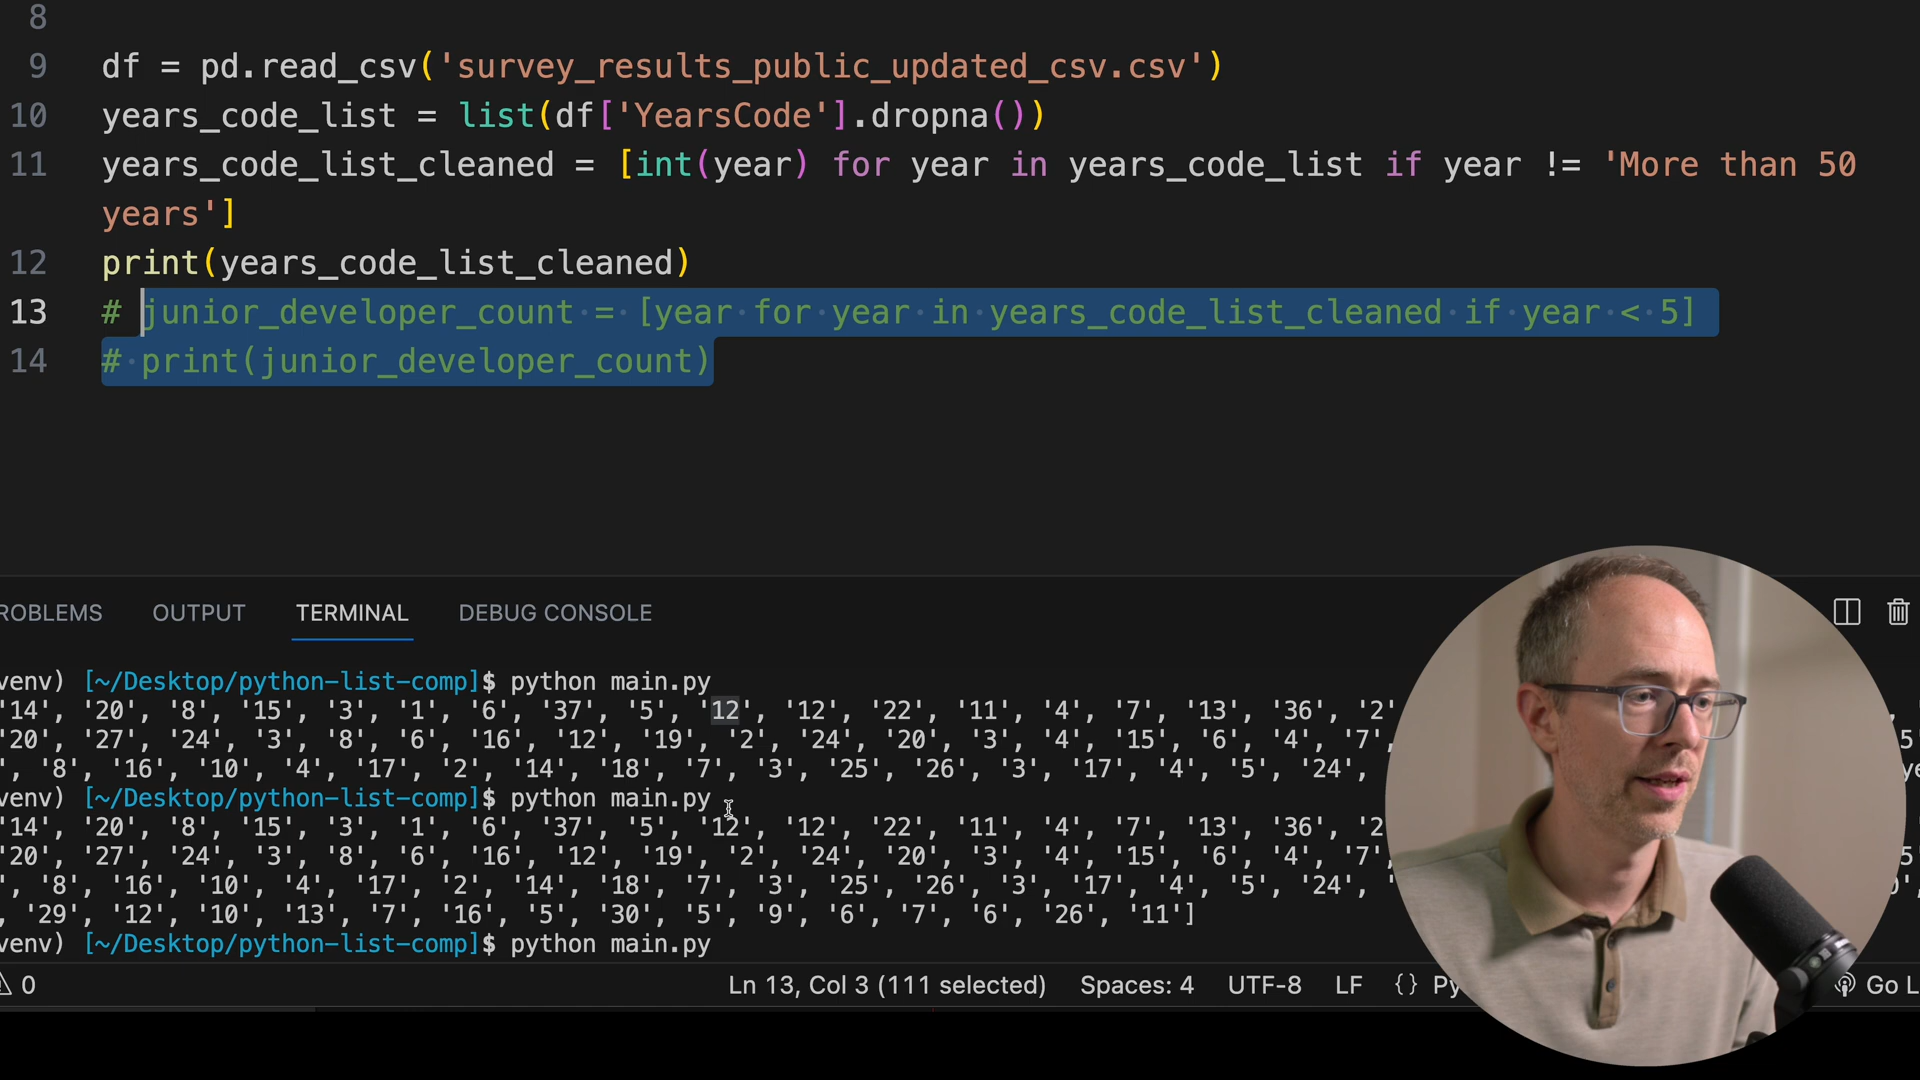 8
9 df = pd.read_csv('survey_results_public_updated_csv.csv')
10 years_code_list = list(df['YearsCode'].dropna())
11 years_code_list_cleaned = [int(year) for year in years_code_list if year != 'More than 50
years']
12 print(years_code_list_cleaned)
13 # junior_developer_count = [year for year in years_code_list_cleaned if year < 5]
14 # print(junior_developer_count)
ROBLEMS OUTPUT TERMINAL DEBUG CONSOLE
venv) [~/Desktop/python-list-comp]$ python main.py
'14', '20', '8', '15', '3', '1', '6', '37', '5', '12', '12', '22', '11', '4', '7', '13', '36', '2'
'20', '27', '24', '3', '8', '6', '16', '12', '19', '2', '24', '20', '3', '4', '15', '6', '4', '7', 5'
, '8', '16', '10', '4', '17', '2', '14', '18', '7', '3', '25', '26', '3', '17', '4', '5', '24', ye
venv) [~/Desktop/python-list-comp]$ python main.py
'14', '20', '8', '15', '3', '1', '6', '37', '5', '12', '12', '22', '11', '4', '7', '13', '36', '2
'20', '27', '24', '3', '8', '6', '16', '12', '19', '2', '24', '20', '3', '4', '15', '6', '4', '7', 5'
, '8', '16', '10', '4', '17', '2', '14', '18', '7', '3', '25', '26', '3', '17', '4', '5', '24', '
, '29', '12', '10', '13', '7', '16', '5', '30', '5', '9', '6', '7', '6', '26', '11']
venv) [~/Desktop/python-list-comp]$ python main.py
0 Ln 13, Col 3 (111 selected) Spaces: 4 UTF-8 LF {} Py Go L